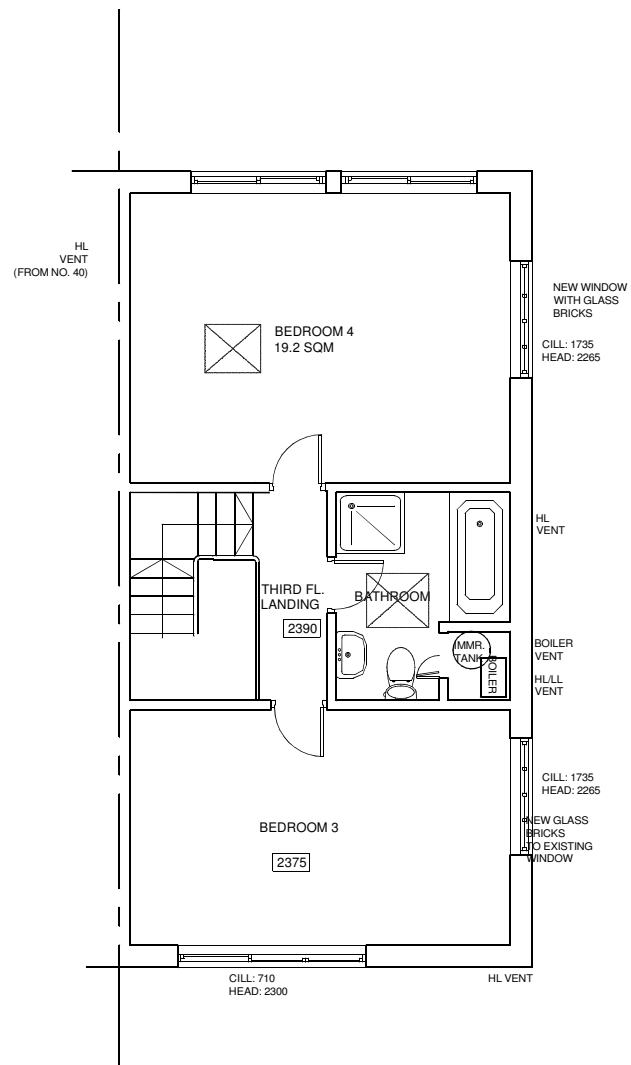 HL
VENT
(FROM NO. 40)
NEW WINDOW
WITH GLASS
BRICKS
BEDROOM 4
19.2 SQM
CILL: 1735
HEAD: 2265
HL
VENT
THIRD FL.
LANDING
2390
BATHROOM
IMMR.
TANK
BOILER
BOILER
VENT
HL/LL
VENT
CILL: 1735
HEAD: 2265
BEDROOM 3
2375
NEW GLASS
BRICKS
TO EXISTING
WINDOW
CILL: 710
HEAD: 2300
HL VENT